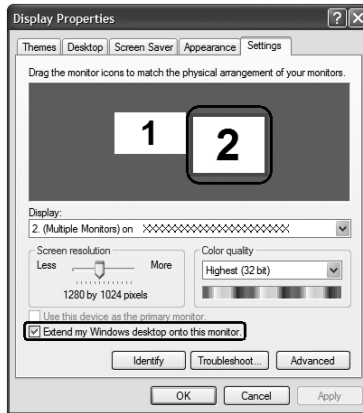 Display Properties
Themes Desktop Screen Saver Appearance Settings
Drag the monitor icons to match the physical arrangement of your monitors.
1 2
Display:
2. (Multiple Monitors) on XXXXXXXXXXXXXXXXXXXXXXXX
Screen resolution Color quality
Less More Highest (32 bit)
1280 by 1024 pixels
Use this device as the primary monitor.
Extend my Windows desktop onto this monitor.
Identify Troubleshoot... Advanced
OK Cancel Apply